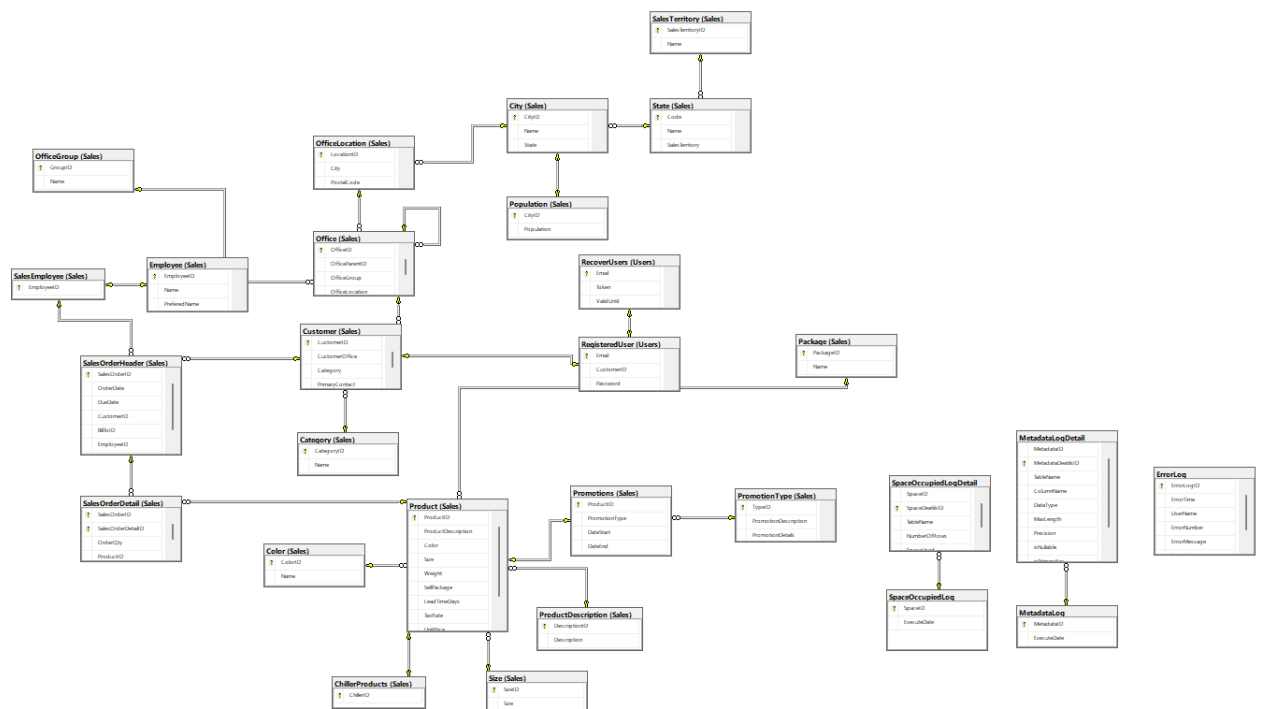 SalesTerritory (Sales)
SalesTerritoryID
Name
City (Sales)
CityID
Name
State
State (Sales)
Code
Name
SalesTerritory
OfficeLocation (Sales)
LocationID
City
PostalCode
OfficeGroup (Sales)
GroupID
Name
Population (Sales)
CityID
Population
Office (Sales)
OfficeID
OfficeParentID
OfficeGroup
OfficeLocation
Employee (Sales)
EmployeeID
Name
PreferedName
SalesEmployee (Sales)
EmployeeID
RecoverUsers (Users)
Email
Token
ValidUntil
Customer (Sales)
CustomerID
CustomerOffice
Category
PrimaryContact
RegisteredUser (Users)
Email
CustomerID
Password
Package (Sales)
PackageID
Name
SalesOrderHeader (Sales)
SalesOrderID
OrderDate
DueDate
CustomerID
BillToID
EmployeeID
Category (Sales)
CategoryID
Name
MetadataLogDetail
MetadataID
MetadataDeatilsID
TableName
ColumnName
DataType
MaxLength
Precision
isNullable
ErrorLog
ErrorLogID
ErrorTime
UserName
ErrorNumber
ErrorMessage
SpaceOccupiedLogDetail
SpaceID
SpaceDeatilsID
TableName
NumberOfRows
SalesOrderDetail (Sales)
SalesOrderID
SalesOrderDetailID
OrderQty
ProductID
Product (Sales)
ProductID
ProductDescription
Color
Size
Weight
SellPackage
LeadTimeDays
TaxRate
UnitPrice
Promotions (Sales)
ProductID
PromotionType
DateStart
DateEnd
PromotionType (Sales)
TypeID
PromotionDescription
PromotionDetails
Color (Sales)
ColorID
Name
SpaceOccupiedLog
SpaceID
ExecuteDate
MetadataLog
MetadataID
ExecuteDate
ProductDescription (Sales)
DescriptionID
Description
ChillerProducts (Sales)
ChillerID
Size (Sales)
SizeID
Size